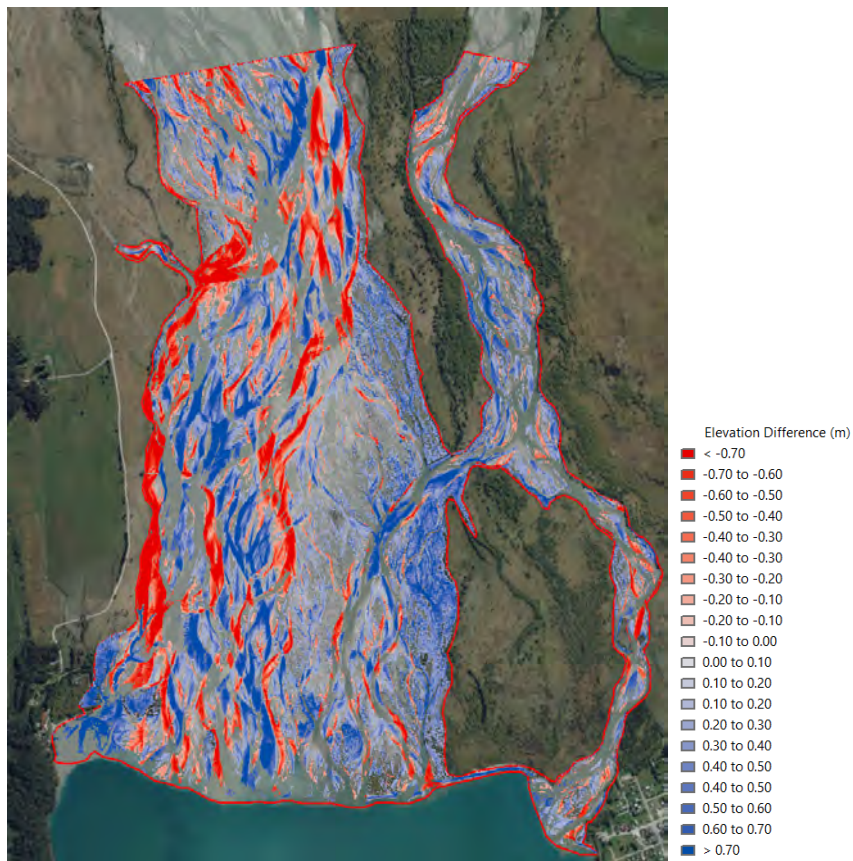 Elevation Difference (m)
< -0.70
-0.70 to -0.60
-0.60 to -0.50
-0.50 to -0.40
-0.40 to -0.30
-0.40 to -0.30
-0.30 to -0.20
-0.20 to -0.10
-0.20 to -0.10
-0.10 to 0.00
0.00 to 0.10
0.10 to 0.20
0.10 to 0.20
0.20 to 0.30
0.30 to 0.40
0.40 to 0.50
0.40 to 0.50
0.50 to 0.60
0.60 to 0.70
> 0.70